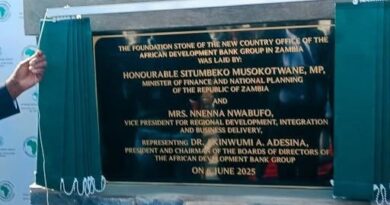 THE FOUNDATION STONE OF THE NEW COUNTRY OFFICE OF THE
AFRICAN DEVELOPMENT BANK GROUP IN ZAMBIA
WAS LAID BY:
HONOURABLE SITUMBEKO MUSOKOTWANE, MP,
MINISTER OF FINANCE AND NATIONAL PLANNING
OF THE REPUBLIC OF ZAMBIA
AND
MRS. NNENNA NWABUFO,
VICE PRESIDENT FOR REGIONAL DEVELOPMENT, INTEGRATION
AND BUSINESS DELIVERY,
REPRESENTING DR. AKINWUMI A. ADESINA,
PRESIDENT AND CHAIRMAN OF THE BOARDS OF DIRECTORS OF
THE AFRICAN DEVELOPMENT BANK GROUP
ON 6 JUNE 2025